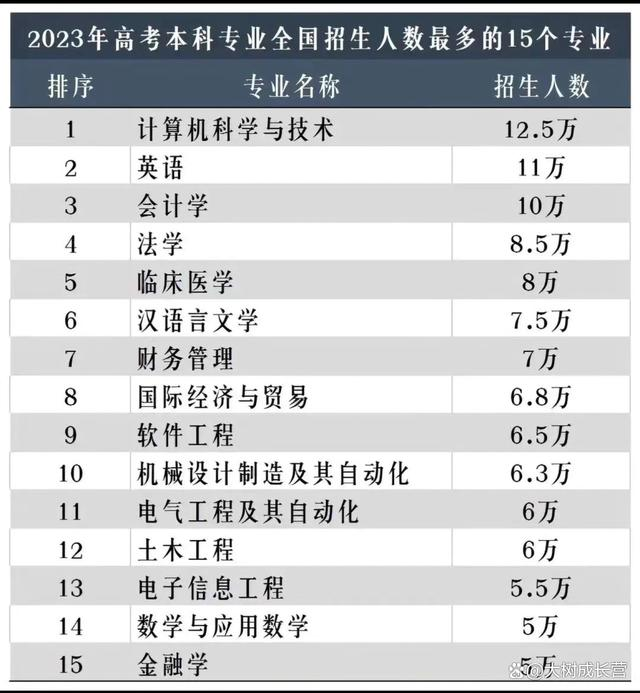 2023年高考本科专业全国招生人数最多的15个专业
排序 专业名称 招生人数
1 计算机科学与技术 12.5万
2 英语 11万
3 会计学 10万
4 法学 8.5万
5 临床医学 8万
6 汉语言文学 7.5万
7 财务管理 7万
8 国际经济与贸易 6.8万
9 软件工程 6.5万
10 机械设计制造及其自动化 6.3万
11 电气工程及其自动化 6万
12 土木工程 6万
13 电子信息工程 5.5万
14 数学与应用数学 5万
15 金融学 5万
大树成长营